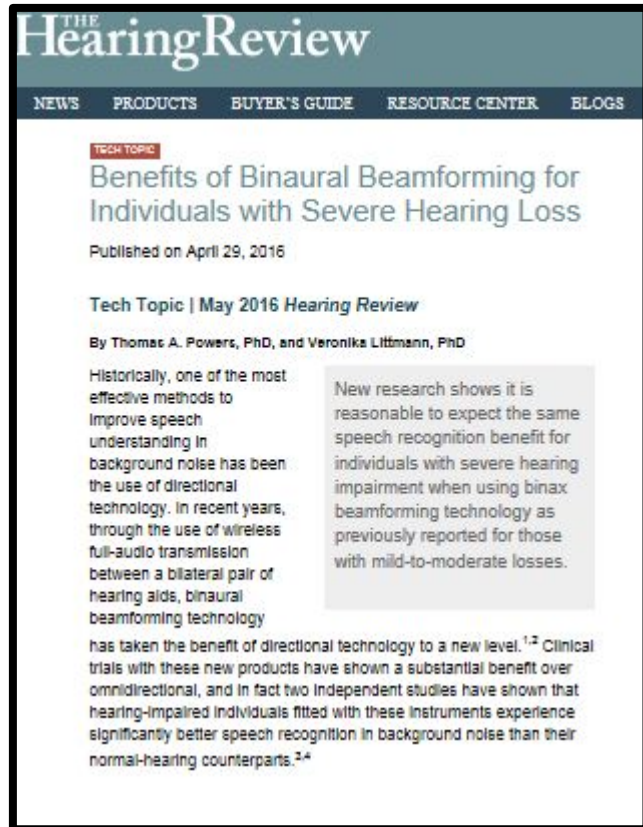 THE
Hearing Review
NEWS PRODUCTS BUYER'S GUIDE RESOURCE CENTER BLOGS
TECH TOPIC
Benefits of Binaural Beamforming for
Individuals with Severe Hearing Loss
Published on April 29, 2016
Tech Topic | May 2016 Hearing Review
By Thomas A. Powers, PhD, and Veronika Littmann, PhD
Historically, one of the most
effective methods to
improve speech
understanding in
background noise has been
the use of directional
technology. In recent years,
through the use of wireless
full-audio transmission
between a bilateral pair of
hearing aids, binaural
beamforming technology
New research shows it is
reasonable to expect the same
speech recognition benefit for
individuals with severe hearing
impairment when using binax
beamforming technology as
previously reported for those
with mild-to-moderate losses.
has taken the benefit of directional technology to a new level.1,2 Clinical
trials with these new products have shown a substantial benefit over
omnidirectional, and in fact two independent studies have shown that
hearing-impaired individuals fitted with these instruments experience
significantly better speech recognition in background noise than their
normal-hearing counterparts.3,4